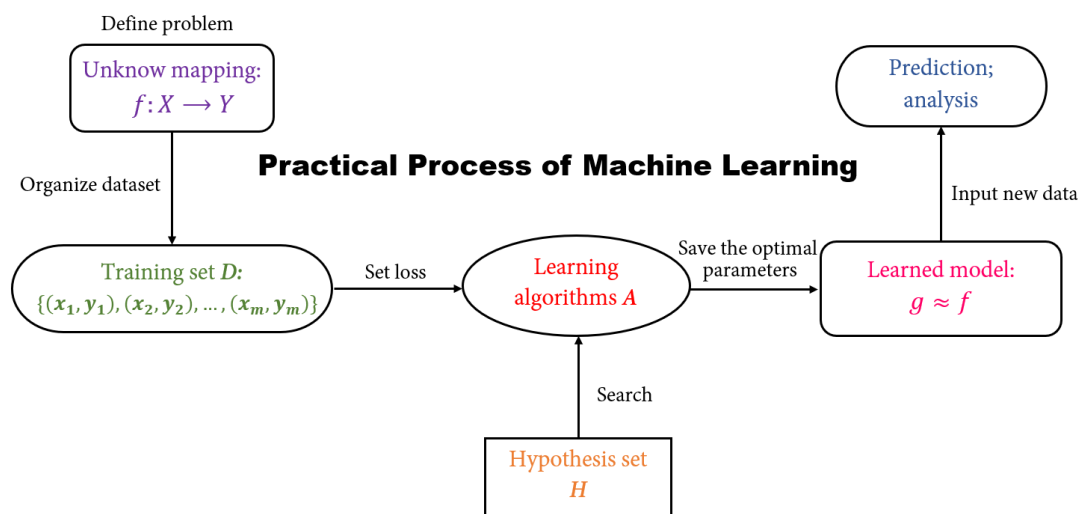 Define problem
Unknow mapping:
f: X ⟶ Y
Organize dataset
Practical Process of Machine Learning
Prediction;
analysis
Input new data
Training set D:
{(x₁, y₁), (x₂, y₂), …, (xₘ, yₘ)}
Set loss
Learning
algorithms A
Save the optimal
parameters
Learned model:
g ≈ f
Search
Hypothesis set
H